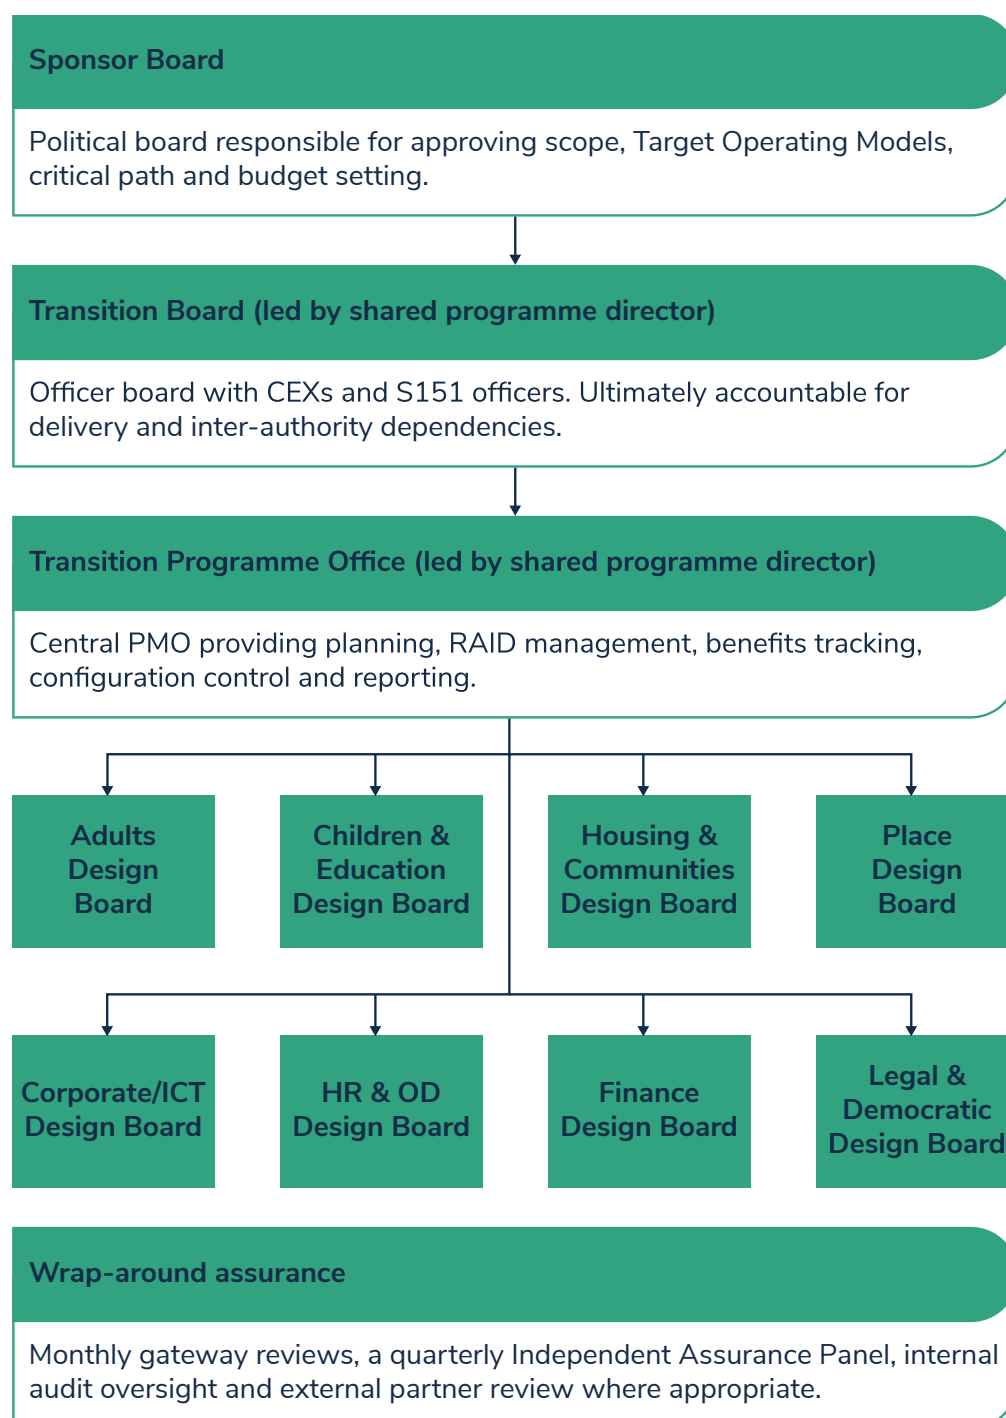 Sponsor Board
Political board responsible for approving scope, Target Operating Models,
critical path and budget setting.
Transition Board (led by shared programme director)
Officer board with CEXs and S151 officers. Ultimately accountable for
delivery and inter-authority dependencies.
Transition Programme Office (led by shared programme director)
Central PMO providing planning, RAID management, benefits tracking,
configuration control and reporting.
Adults
Design
Board
Children &
Education
Design Board
Housing &
Communities
Design Board
Place
Design
Board
Corporate/ICT
Design Board
HR & OD
Design Board
Finance
Design Board
Legal &
Democratic
Design Board
Wrap-around assurance
Monthly gateway reviews, a quarterly Independent Assurance Panel, internal
audit oversight and external partner review where appropriate.